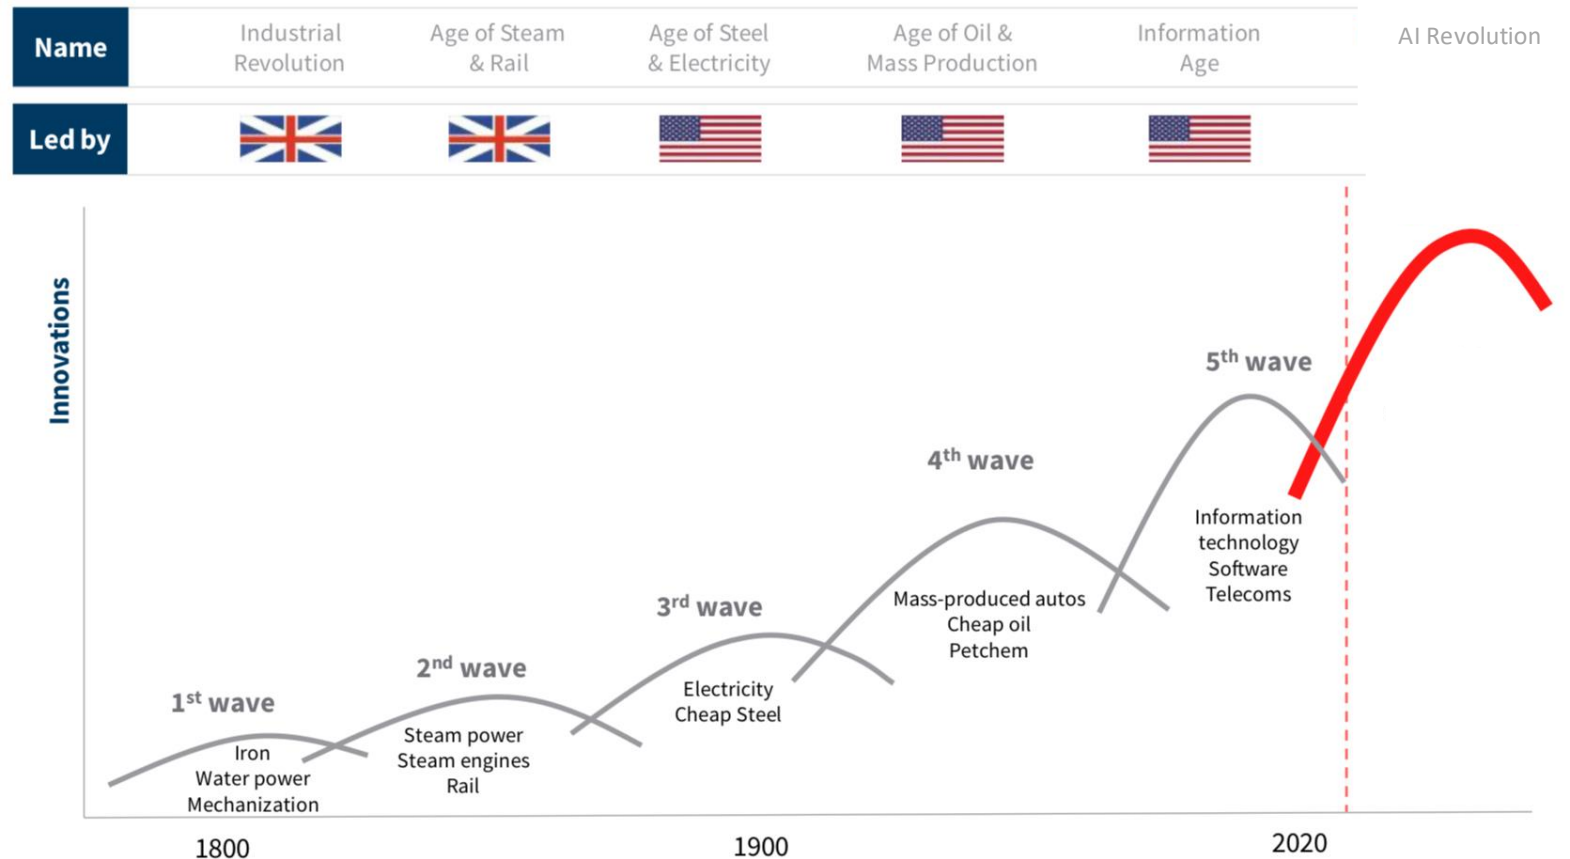 Name
Industrial
Revolution
Age of Steam
& Rail
Age of Steel
& Electricity
Age of Oil &
Mass Production
Information
Age
AI Revolution
Led by
Innovations
1st wave
Iron
Water power
Mechanization
2nd wave
Steam power
Steam engines
Rail
3rd wave
Electricity
Cheap Steel
4th wave
Mass-produced autos
Cheap oil
Petchem
5th wave
Information
technology
Software
Telecoms
1800
1900
2020